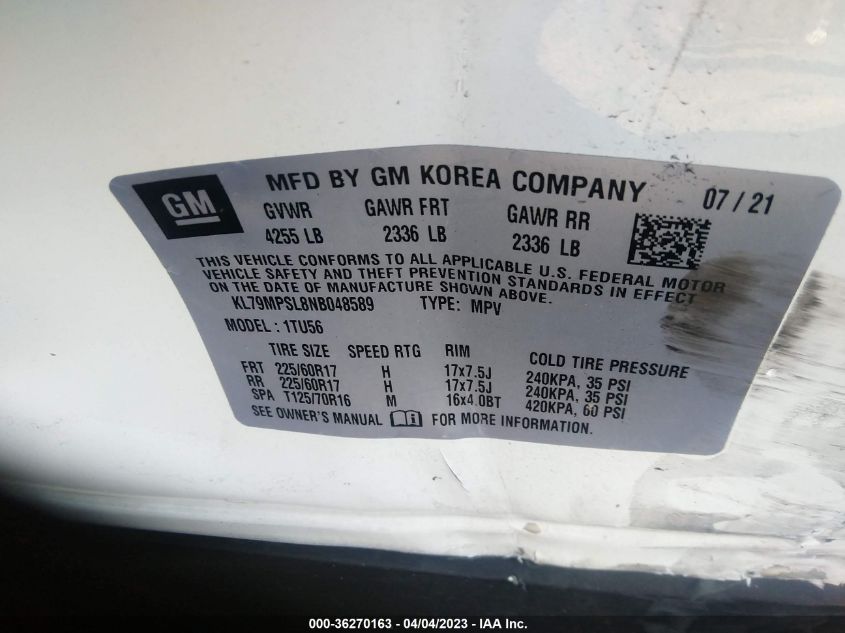 GM
MFD BY GM KOREA COMPANY 07 / 21
GVWR GAWR FRT GAWR RR
4255 LB 2336 LB 2336 LB
THIS VEHICLE CONFORMS TO ALL APPLICABLE U.S. FEDERAL MOTOR
VEHICLE SAFETY AND THEFT PREVENTION STANDARDS IN EFFECT
ON THE DATE OF MANUFACTURE SHOWN ABOVE.
KL79MPSL8NB048589 TYPE: MPV
MODEL : 1TU56
TIRE SIZE SPEED RTG RIM COLD TIRE PRESSURE
FRT 225/60R17 H 17x7.5J 240KPA, 35 PSI
RR 225/60R17 H 17x7.5J 240KPA, 35 PSI
SPA T125/70R16 M 16x4.0BT 420KPA, 60 PSI
SEE OWNER'S MANUAL FOR MORE INFORMATION.
000-36270163 - 04/04/2023 - IAA Inc.